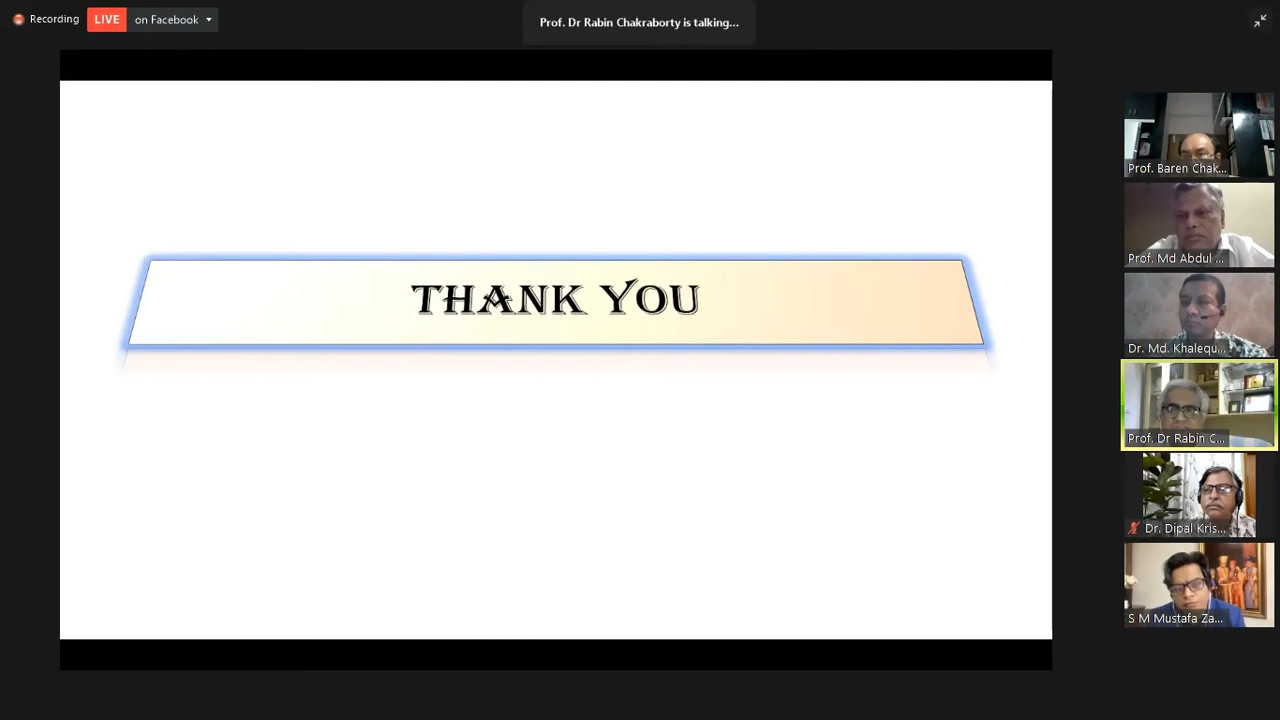 Recording
LIVE on Facebook
Prof. Dr Rabin Chakraborty is talking...
THANK YOU
Prof. Baren Chak...
Prof. Md Abdul ...
Dr. Md. Khalequ...
Prof. Dr Rabin C...
Dr. Dipal Kris...
S M Mustafa Za...